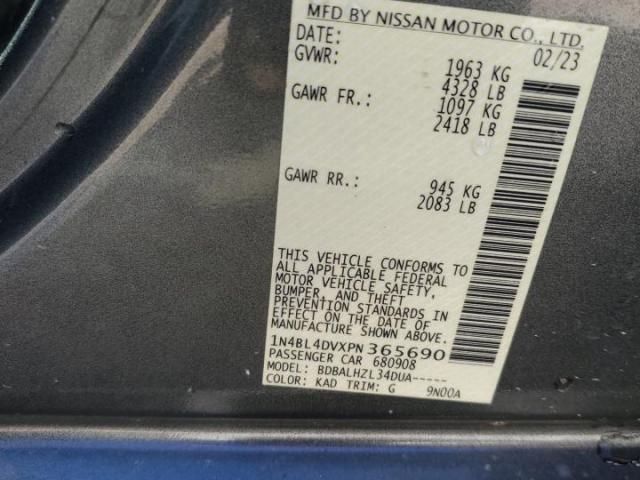 MFD BY NISSAN MOTOR CO., LTD.
DATE: 02/23
GVWR: 1963 KG
4328 LB
GAWR FR.: 1097 KG
2418 LB
GAWR RR.: 945 KG
2083 LB
THIS VEHICLE CONFORMS TO
ALL APPLICABLE FEDERAL
MOTOR VEHICLE SAFETY,
BUMPER, AND THEFT
PREVENTION STANDARDS IN
EFFECT ON THE DATE OF
MANUFACTURE SHOWN ABOVE.
1N4BL4DVXPN365690
PASSENGER CAR 680908
MODEL: BDBALHZL34DUA-----
COLOR: KAD TRIM: G 9N00A